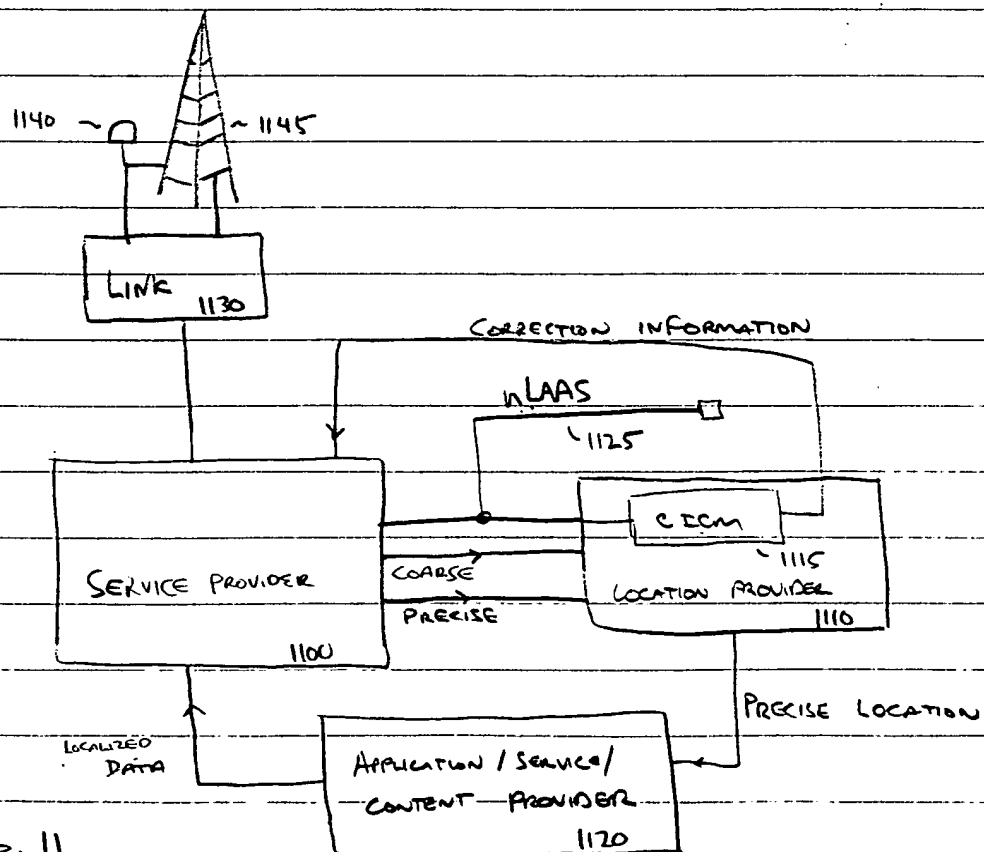 1140
1145
LINK
1130
CORRECTION INFORMATION
nLAAS
1125
CICM
1115
SERVICE PROVIDER
1100
COARSE
PRECISE
LOCATION PROVIDER
1110
PRECISE LOCATION
LOCALIZED
DATA
APPLICATION / SERVICE /
CONTENT PROVIDER
1120
11